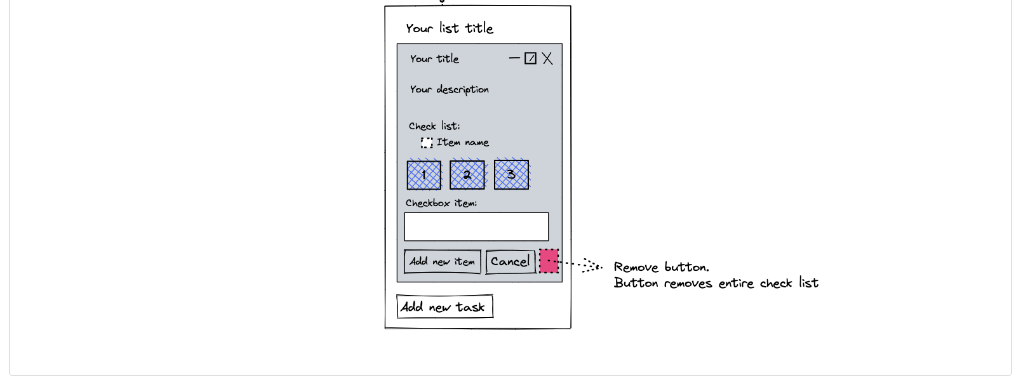 Your list title
Your title
Your description
Check list:
Item name
1 2 3
Checkbox item:
Add new item Cancel
Remove button.
Button removes entire check list
Add new task